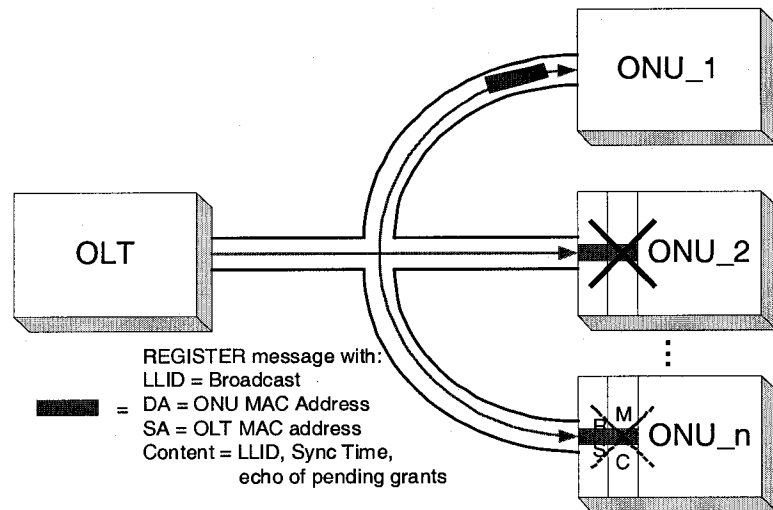 ONU_1
OLT
ONU_2
REGISTER message with:
LLID = Broadcast
= DA = ONU MAC Address
SA = OLT MAC address
Content = LLID, Sync Time,
echo of pending grants
M
S
C
ONU_n